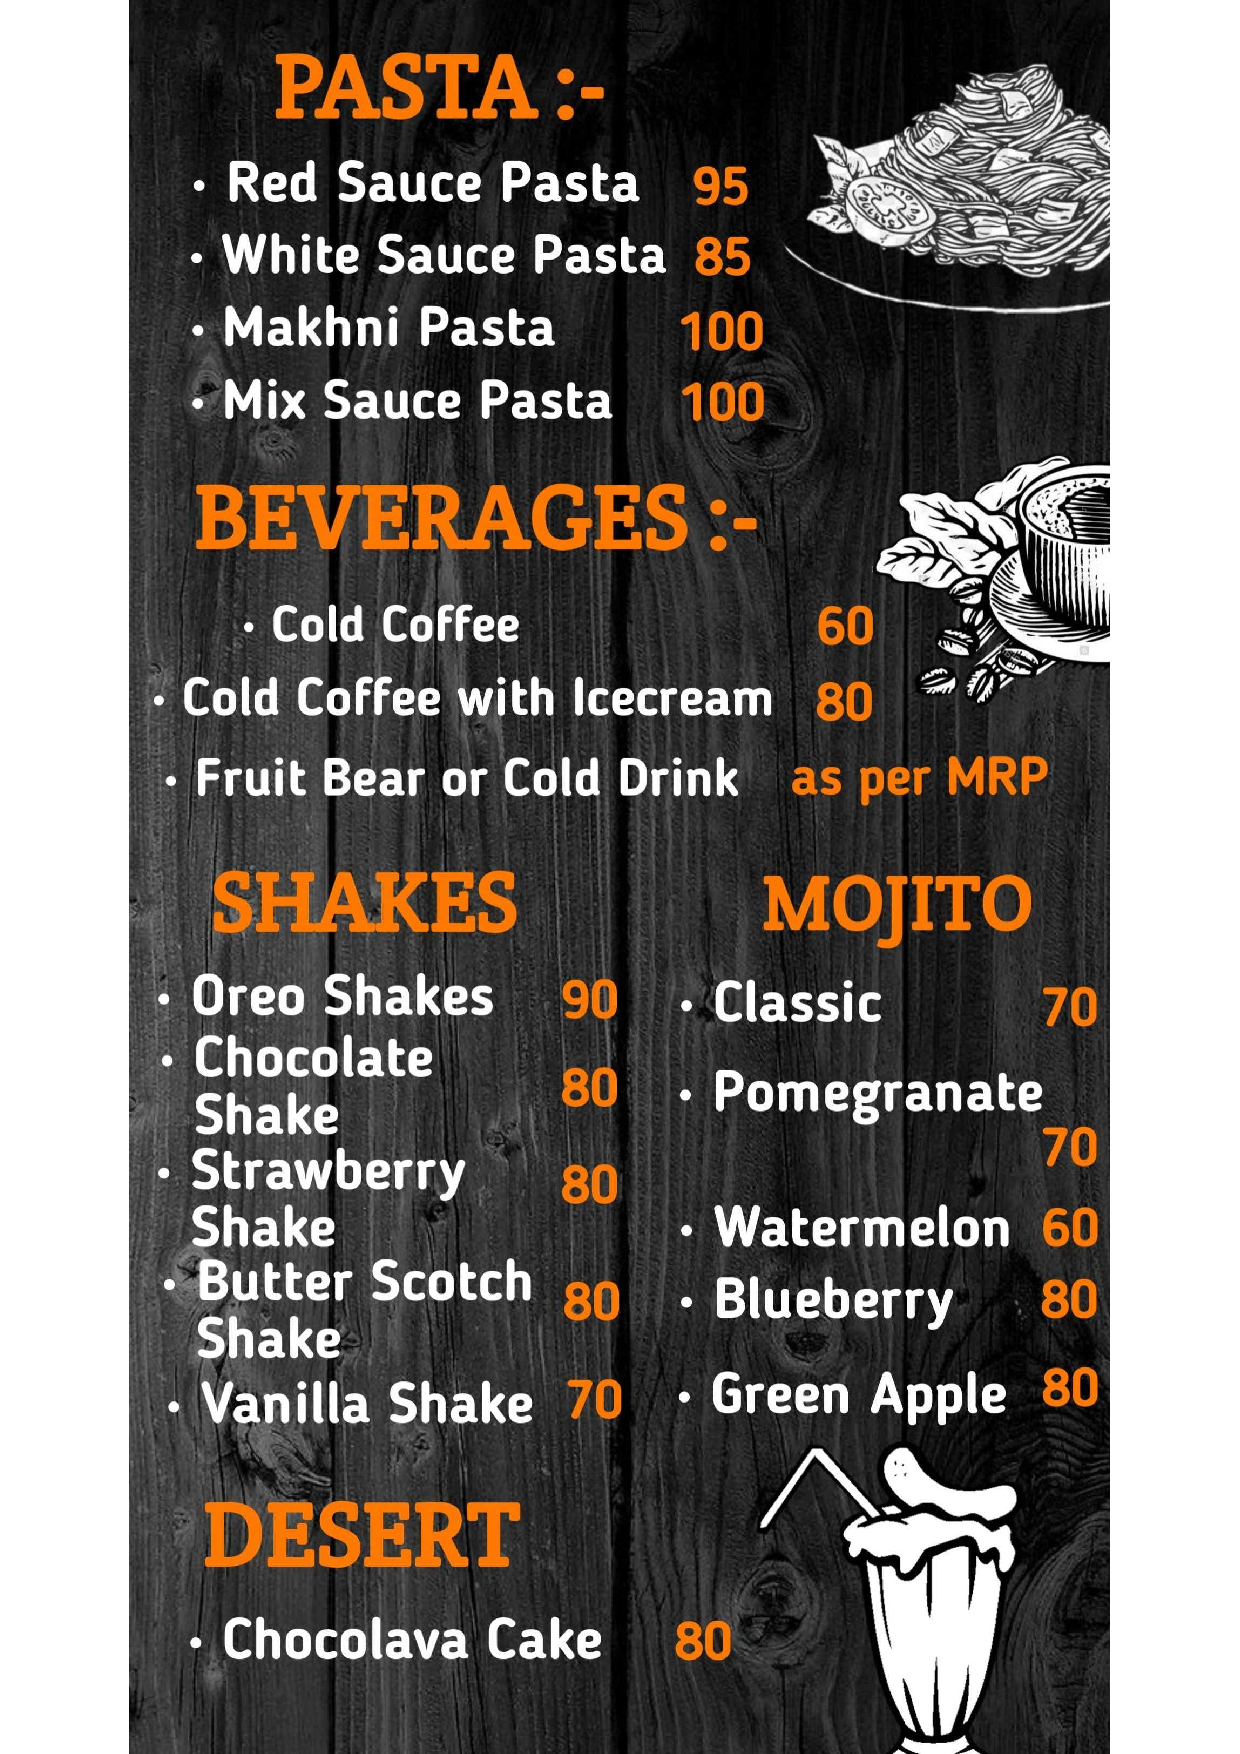 PASTA :-
• Red Sauce Pasta 95
• White Sauce Pasta 85
• Makhni Pasta 100
• Mix Sauce Pasta 100
BEVERAGES :-
• Cold Coffee 60
• Cold Coffee with Icecream 80
• Fruit Bear or Cold Drink as per MRP
SHAKES
• Oreo Shakes 90
• Chocolate
Shake 80
• Strawberry
Shake 80
• Butter Scotch
Shake 80
• Vanilla Shake 70
MOJITO
• Classic 70
• Pomegranate
70
• Watermelon 60
• Blueberry 80
• Green Apple 80
DESERT
• Chocolava Cake 80